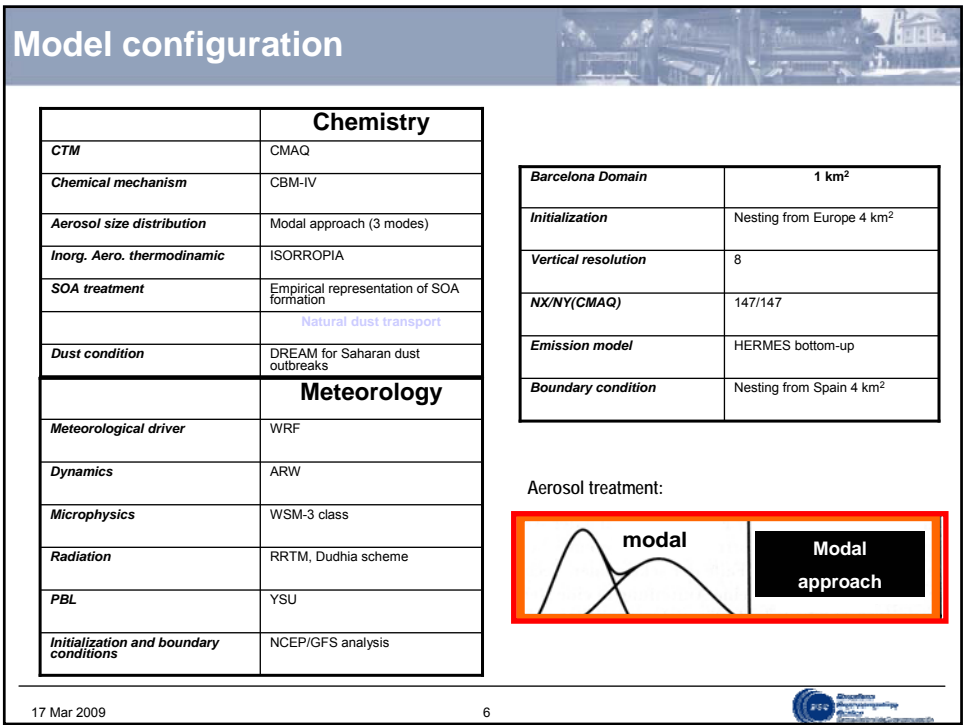 Model configuration
Chemistry
CTM CMAQ
Chemical mechanism CBM-IV
Aerosol size distribution Modal approach (3 modes)
Inorg. Aero. thermodinamic ISORROPIA
SOA treatment Empirical representation of SOA
formation
Natural dust transport
Dust condition DREAM for Saharan dust
outbreaks
Meteorology
Meteorological driver WRF
Dynamics ARW
Microphysics WSM-3 class
Radiation RRTM, Dudhia scheme
PBL YSU
Initialization and boundary
conditions NCEP/GFS analysis
Barcelona Domain 1 km²
Initialization Nesting from Europe 4 km²
Vertical resolution 8
NX/NY(CMAQ) 147/147
Emission model HERMES bottom-up
Boundary condition Nesting from Spain 4 km²
Aerosol treatment:
modal
Modal
approach
17 Mar 2009
6